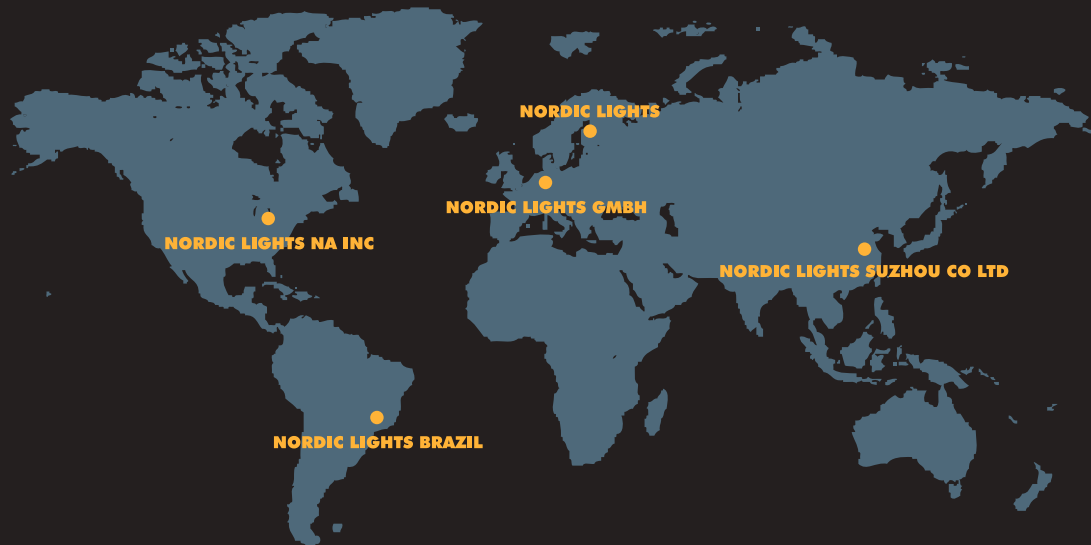 NORDIC LIGHTS
NORDIC LIGHTS GMBH
NORDIC LIGHTS NA INC
NORDIC LIGHTS SUZHOU CO LTD
NORDIC LIGHTS BRAZIL